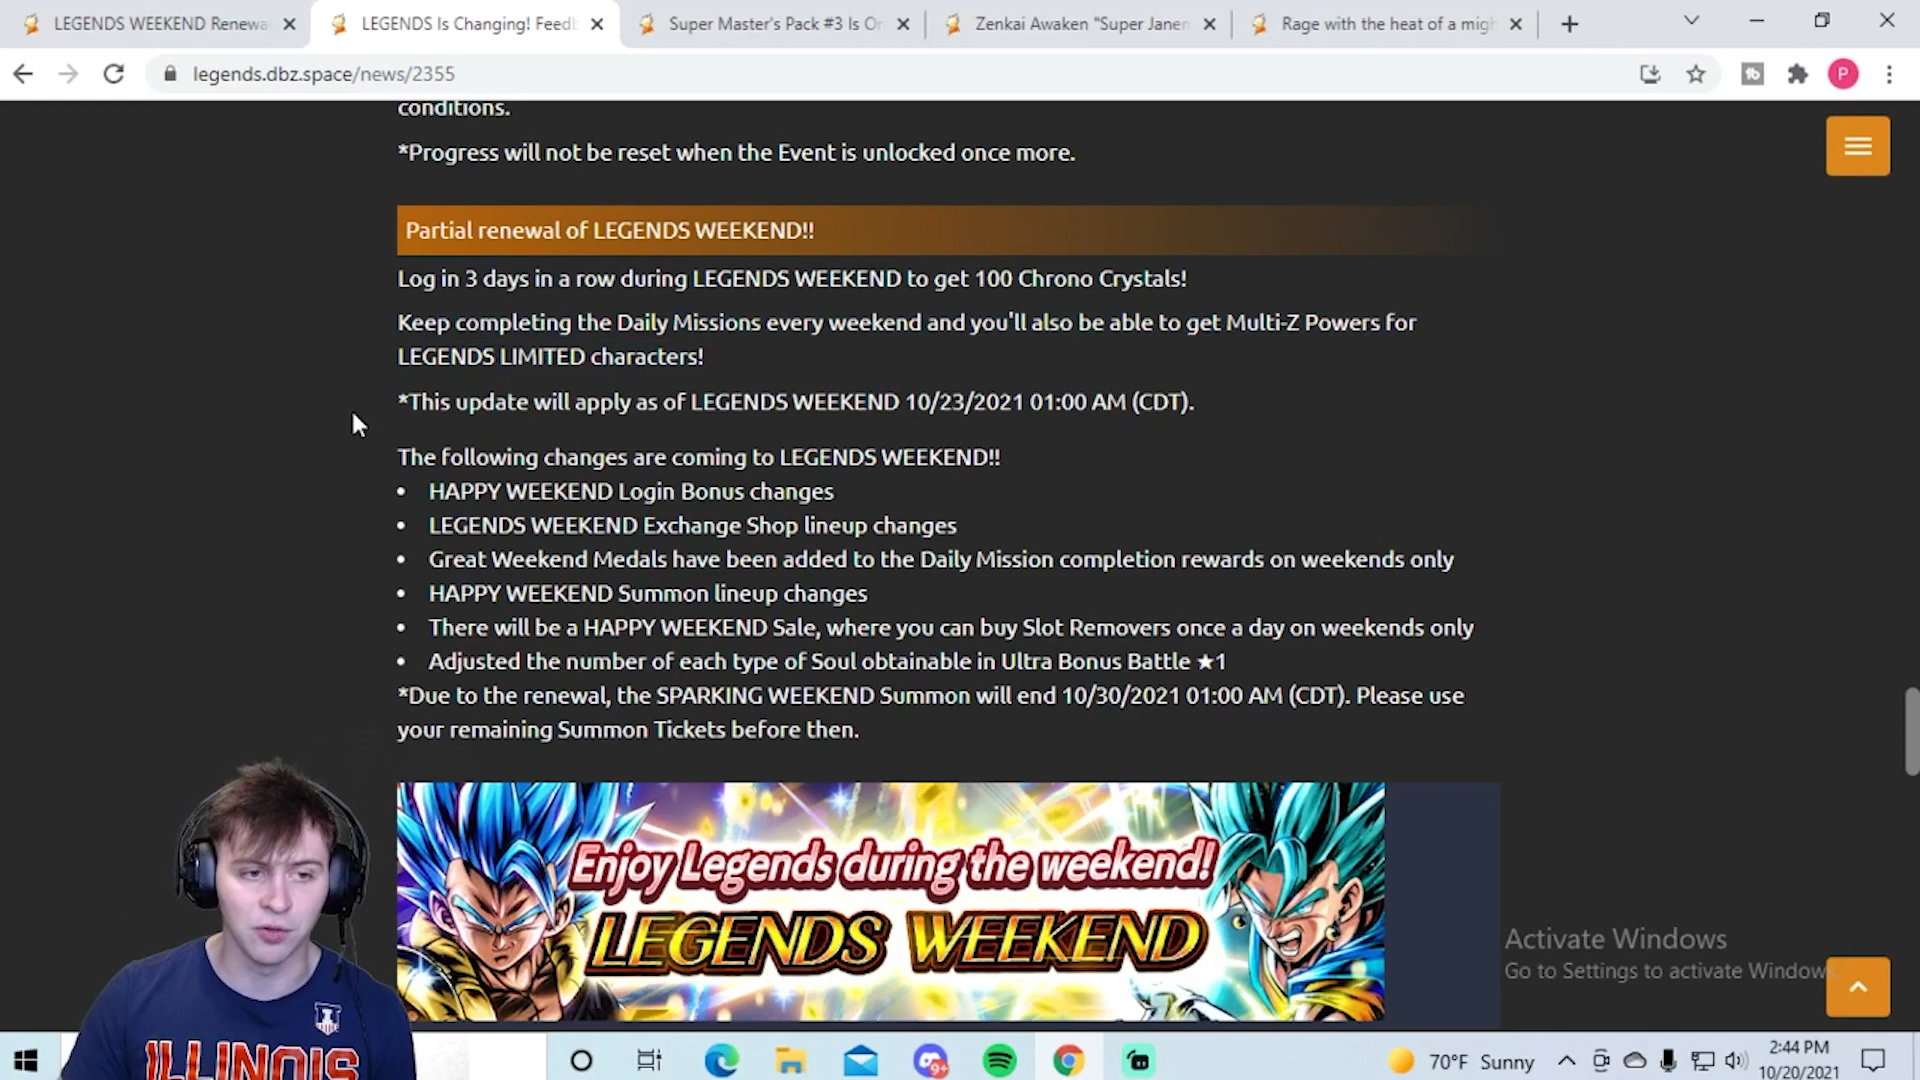 LEGENDS WEEKEND Renewa
LEGENDS Is Changing! Feedb
Super Master's Pack #3 Is On
Zenkai Awaken "Super Janem
Rage with the heat of a migh
legends.dbz.space/news/2355
P
conditions.
*Progress will not be reset when the Event is unlocked once more.
Partial renewal of LEGENDS WEEKEND!!
Log in 3 days in a row during LEGENDS WEEKEND to get 100 Chrono Crystals!
Keep completing the Daily Missions every weekend and you'll also be able to get Multi-Z Powers for
LEGENDS LIMITED characters!
*This update will apply as of LEGENDS WEEKEND 10/23/2021 01:00 AM (CDT).
The following changes are coming to LEGENDS WEEKEND!!
• HAPPY WEEKEND Login Bonus changes
• LEGENDS WEEKEND Exchange Shop lineup changes
• Great Weekend Medals have been added to the Daily Mission completion rewards on weekends only
• HAPPY WEEKEND Summon lineup changes
• There will be a HAPPY WEEKEND Sale, where you can buy Slot Removers once a day on weekends only
• Adjusted the number of each type of Soul obtainable in Ultra Bonus Battle ★1
*Due to the renewal, the SPARKING WEEKEND Summon will end 10/30/2021 01:00 AM (CDT). Please use
your remaining Summon Tickets before then.
Enjoy Legends during the weekend!
LEGENDS WEEKEND
Activate Windows
Go to Settings to activate Windows
ILLINOIS
9+
70°F Sunny
2:44 PM
10/20/2021